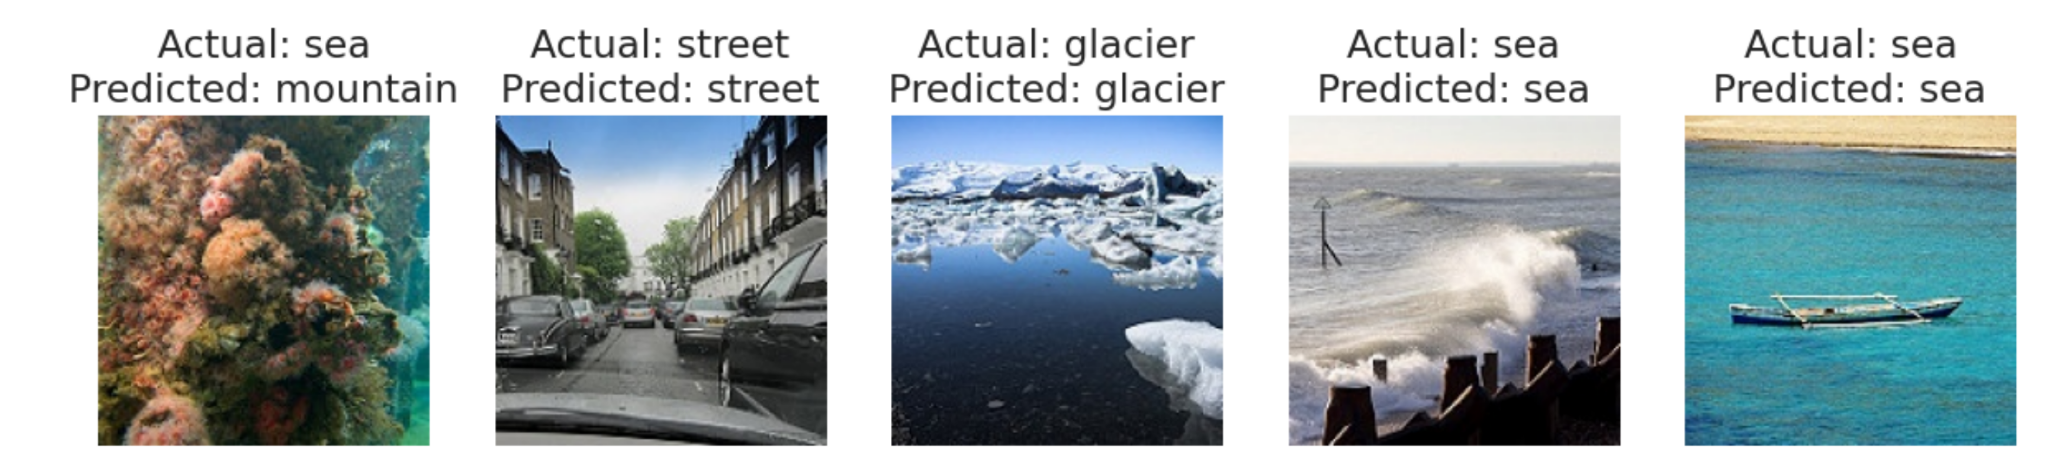 Actual: sea
Predicted: mountain
Actual: street
Predicted: street
Actual: glacier
Predicted: glacier
Actual: sea
Predicted: sea
Actual: sea
Predicted: sea